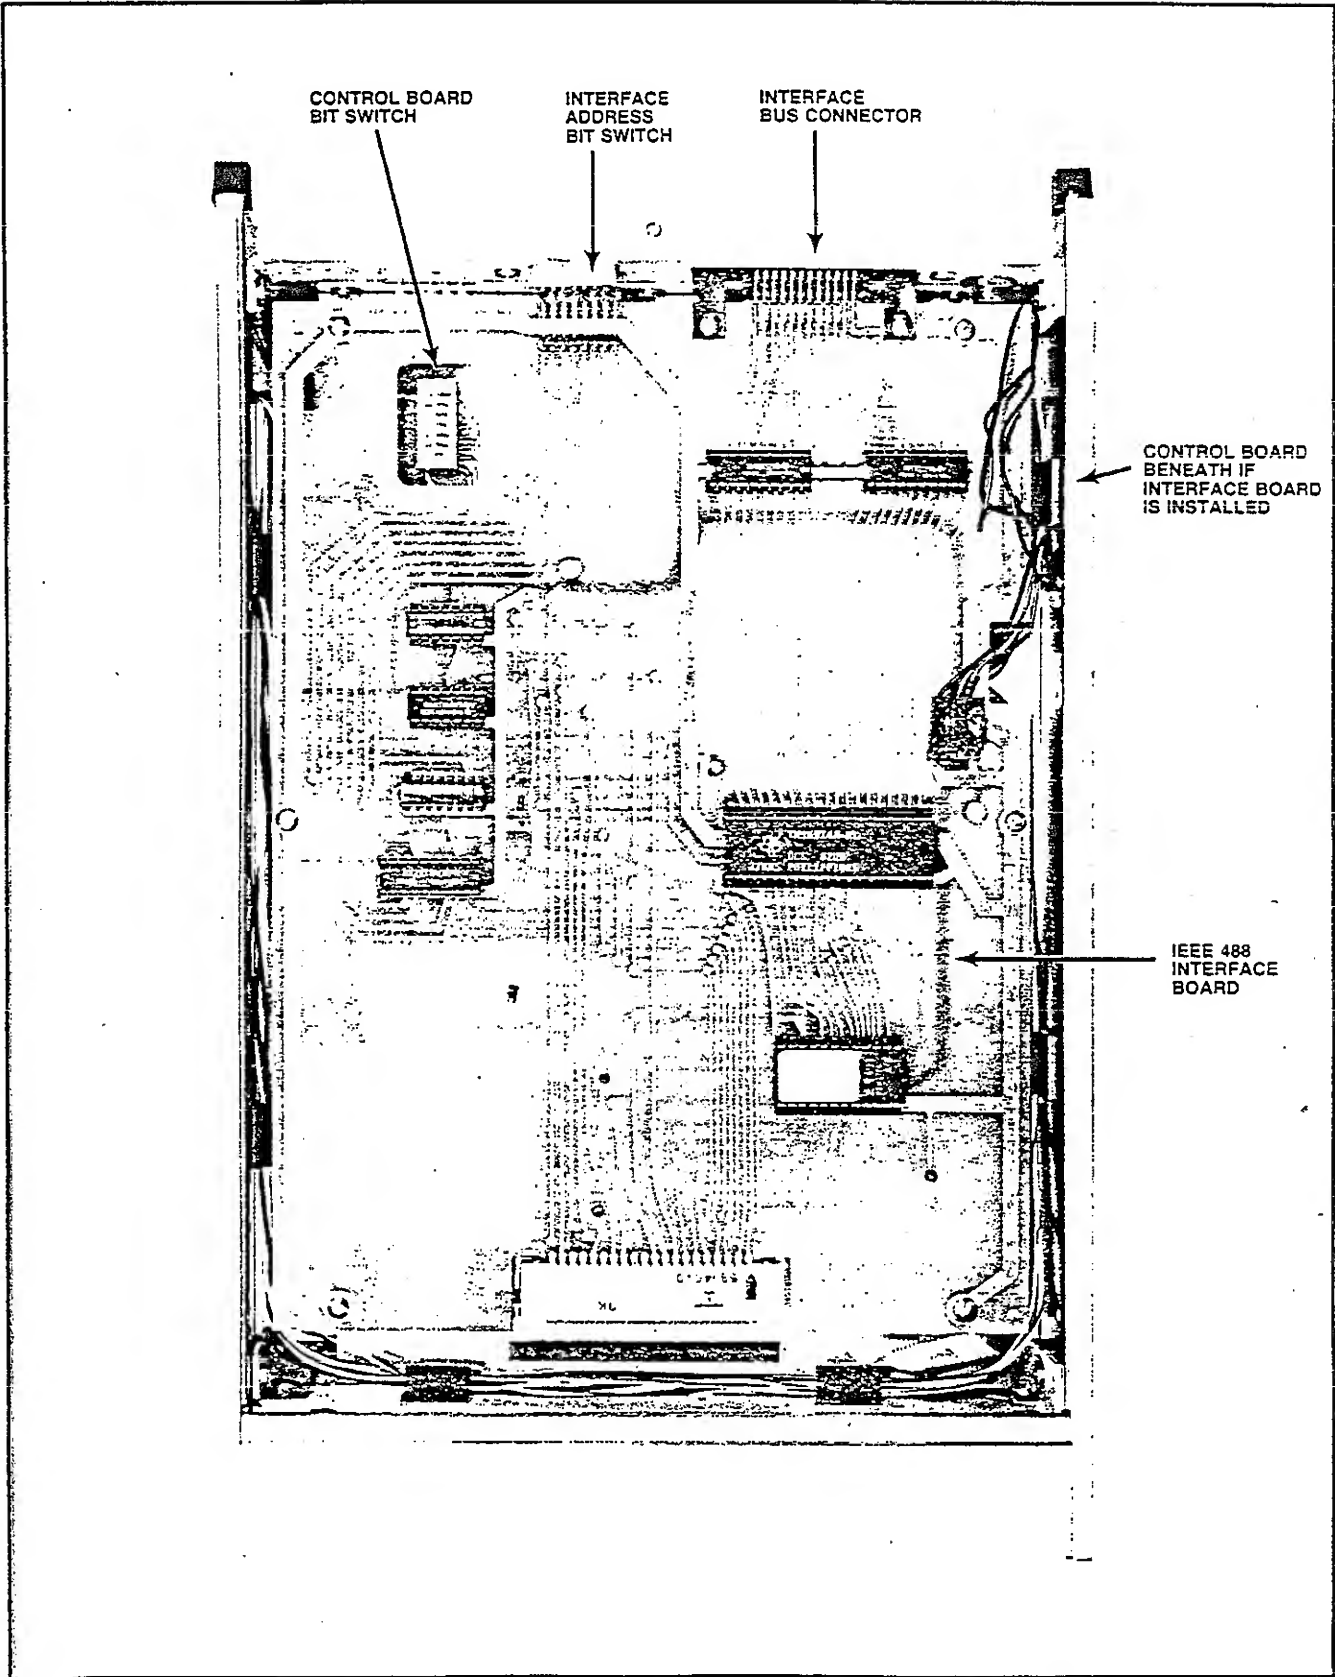 CONTROL BOARD
BIT SWITCH
INTERFACE
ADDRESS
BIT SWITCH
INTERFACE
BUS CONNECTOR
CONTROL BOARD
BENEATH IF
INTERFACE BOARD
IS INSTALLED
IEEE 488
INTERFACE
BOARD